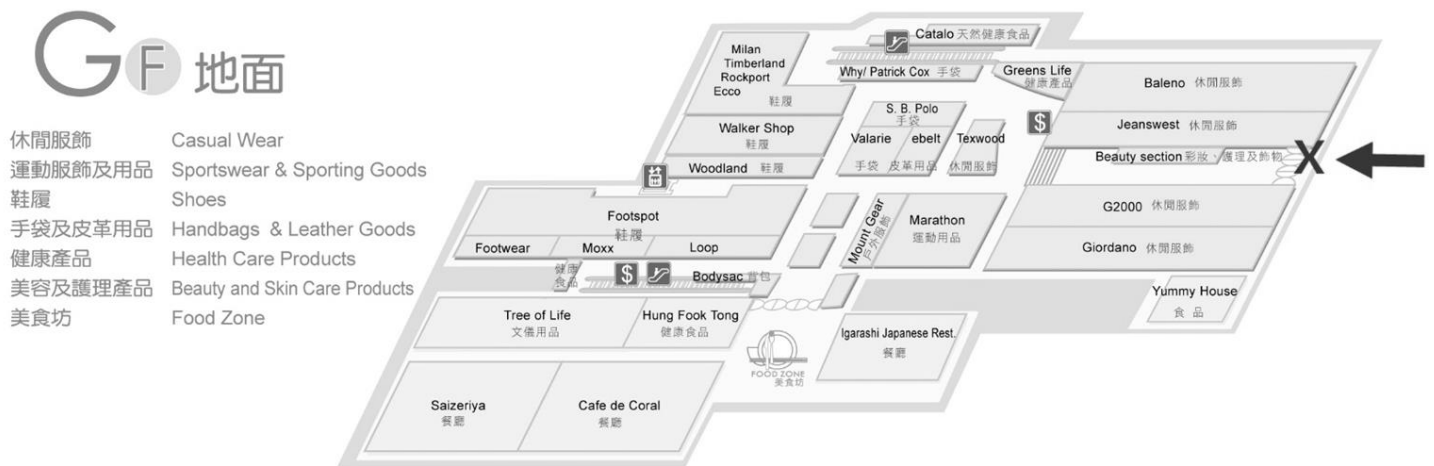 GF 地面
休閒服飾 Casual Wear
運動服飾及用品 Sportswear & Sporting Goods
鞋履 Shoes
手袋及皮革用品 Handbags & Leather Goods
健康產品 Health Care Products
美容及護理產品 Beauty and Skin Care Products
美食坊 Food Zone
Catalo 天然健康食品
Milan
Timberland
Rockport
Ecco
鞋履
Why/ Patrick Cox 手袋
Greens Life
健康產品
Baleno 休閒服飾
S. B. Polo
手袋
$
Jeanswest 休閒服飾
Walker Shop
鞋履
Valarie
手袋
ebelt
皮革用品
Texwood
休閒服飾
Beauty section 彩妝、護理及飾物
X
Woodland 鞋履
Footspot
鞋履
Mount Gear
戶外服飾
Marathon
運動用品
G2000 休閒服飾
Footwear
Moxx
Loop
Giordano 休閒服飾
健康
食品
$
Bodysac 背包
Yummy House
食品
Tree of Life
文儀用品
Hung Fook Tong
健康食品
Igarashi Japanese Rest.
餐廳
FOOD ZONE
美食坊
Saizeriya
餐廳
Cafe de Coral
餐廳